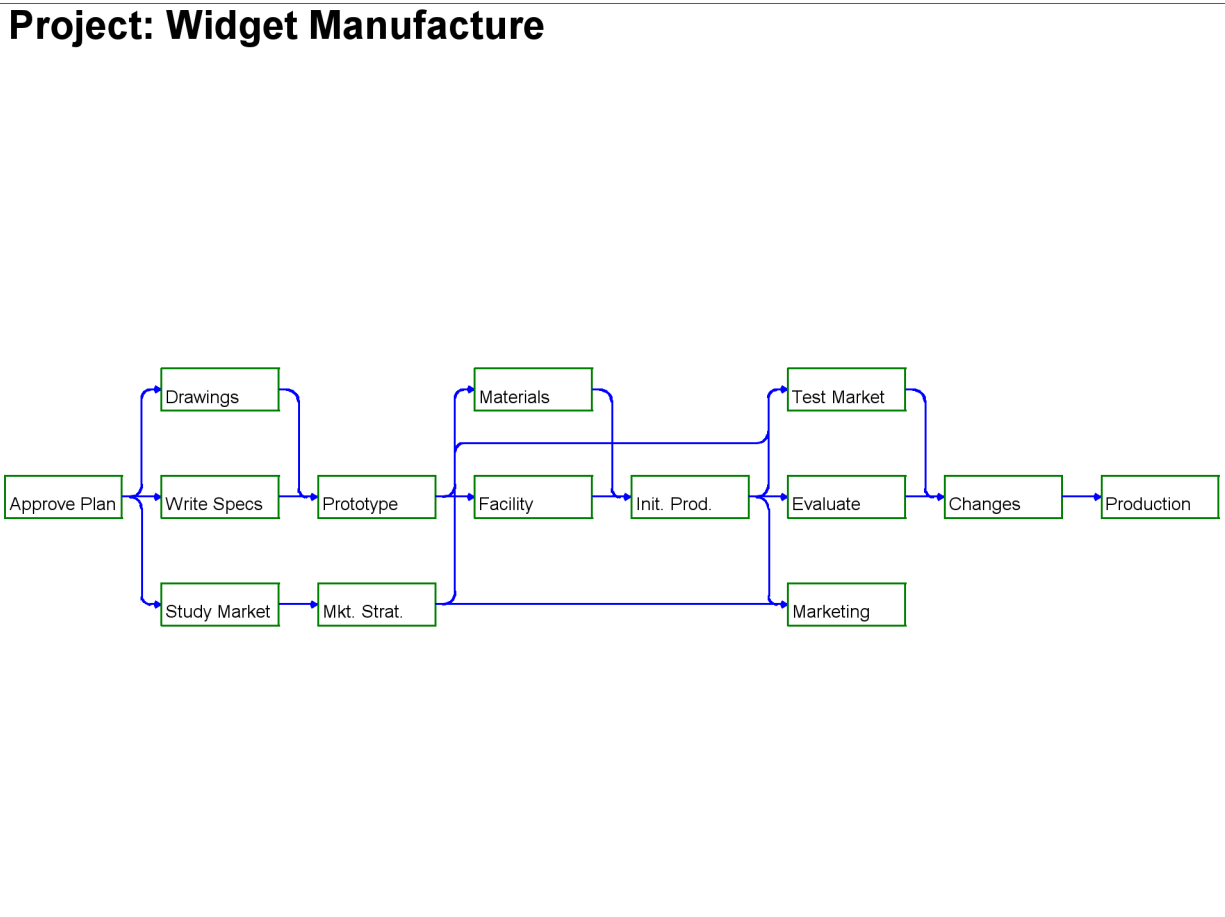 Project: Widget Manufacture
Drawings
Materials
Test Market
Approve Plan
Write Specs
Prototype
Facility
Init. Prod.
Evaluate
Changes
Production
Study Market
Mkt. Strat.
Marketing